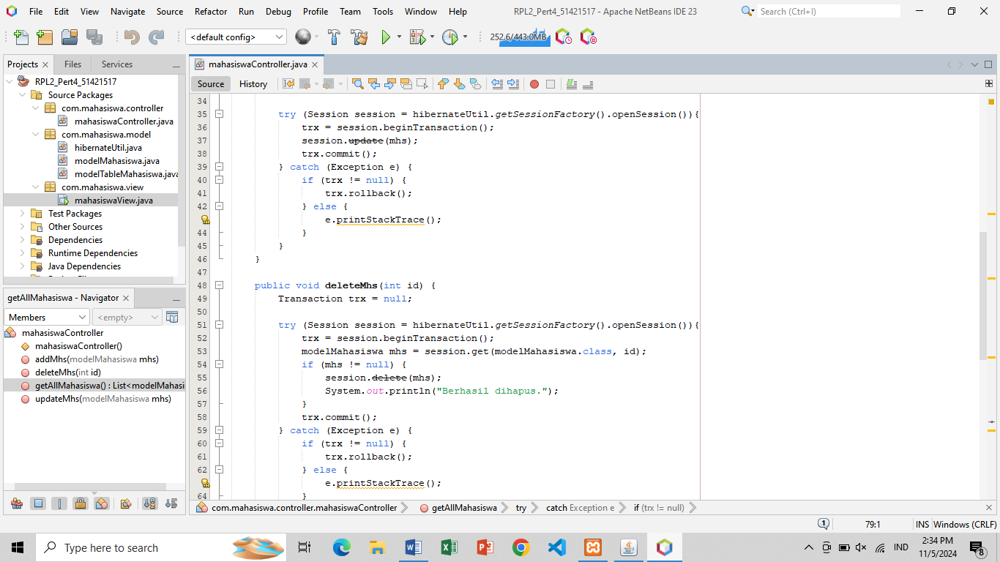 File Edit View Navigate Source Refactor Run Debug Profile Team Tools Window Help RPL2_Pert4_51421517 - Apache NetBeans IDE 23 Search (Ctrl+I)
<default config> 252.6/443.0MB
Projects Files Services mahasiswaController.java
RPL2_Pert4_51421517
Source Packages
com.mahasiswa.controller
mahasiswaController.java
com.mahasiswa.model
hibernateUtil.java
modelMahasiswa.java
modelTableMahasiswa.java
com.mahasiswa.view
mahasiswaView.java
Test Packages
Other Sources
Dependencies
Runtime Dependencies
Java Dependencies
getAllMahasiswa - Navigator
Members <empty>
mahasiswaController
mahasiswaController()
addMhs(modelMahasiswa mhs)
deleteMhs(int id)
getAllMahasiswa() : List<modelMahasi
updateMhs(modelMahasiswa mhs)
Source History
34
35 try (Session session = hibernateUtil.getSessionFactory().openSession()){
36 trx = session.beginTransaction();
37 session.update(mhs);
38 trx.commit();
39 } catch (Exception e) {
40 if (trx != null) {
41 trx.rollback();
42 } else {
e.printStackTrace();
44 }
45 }
46 }
47
48 public void deleteMhs(int id) {
49 Transaction trx = null;
50
51 try (Session session = hibernateUtil.getSessionFactory().openSession()){
52 trx = session.beginTransaction();
53 modelMahasiswa mhs = session.get(modelMahasiswa.class, id);
54 if (mhs != null) {
55 session.delete(mhs);
56 System.out.println("Berhasil dihapus.");
57 }
58 trx.commit();
59 } catch (Exception e) {
60 if (trx != null) {
61 trx.rollback();
62 } else {
e.printStackTrace();
64 }
com.mahasiswa.controller.mahasiswaController getAllMahasiswa try catch Exception e if (trx != null)
1 79:1 INS Windows (CRLF)
Type here to search IND 2:34 PM
11/5/2024 8